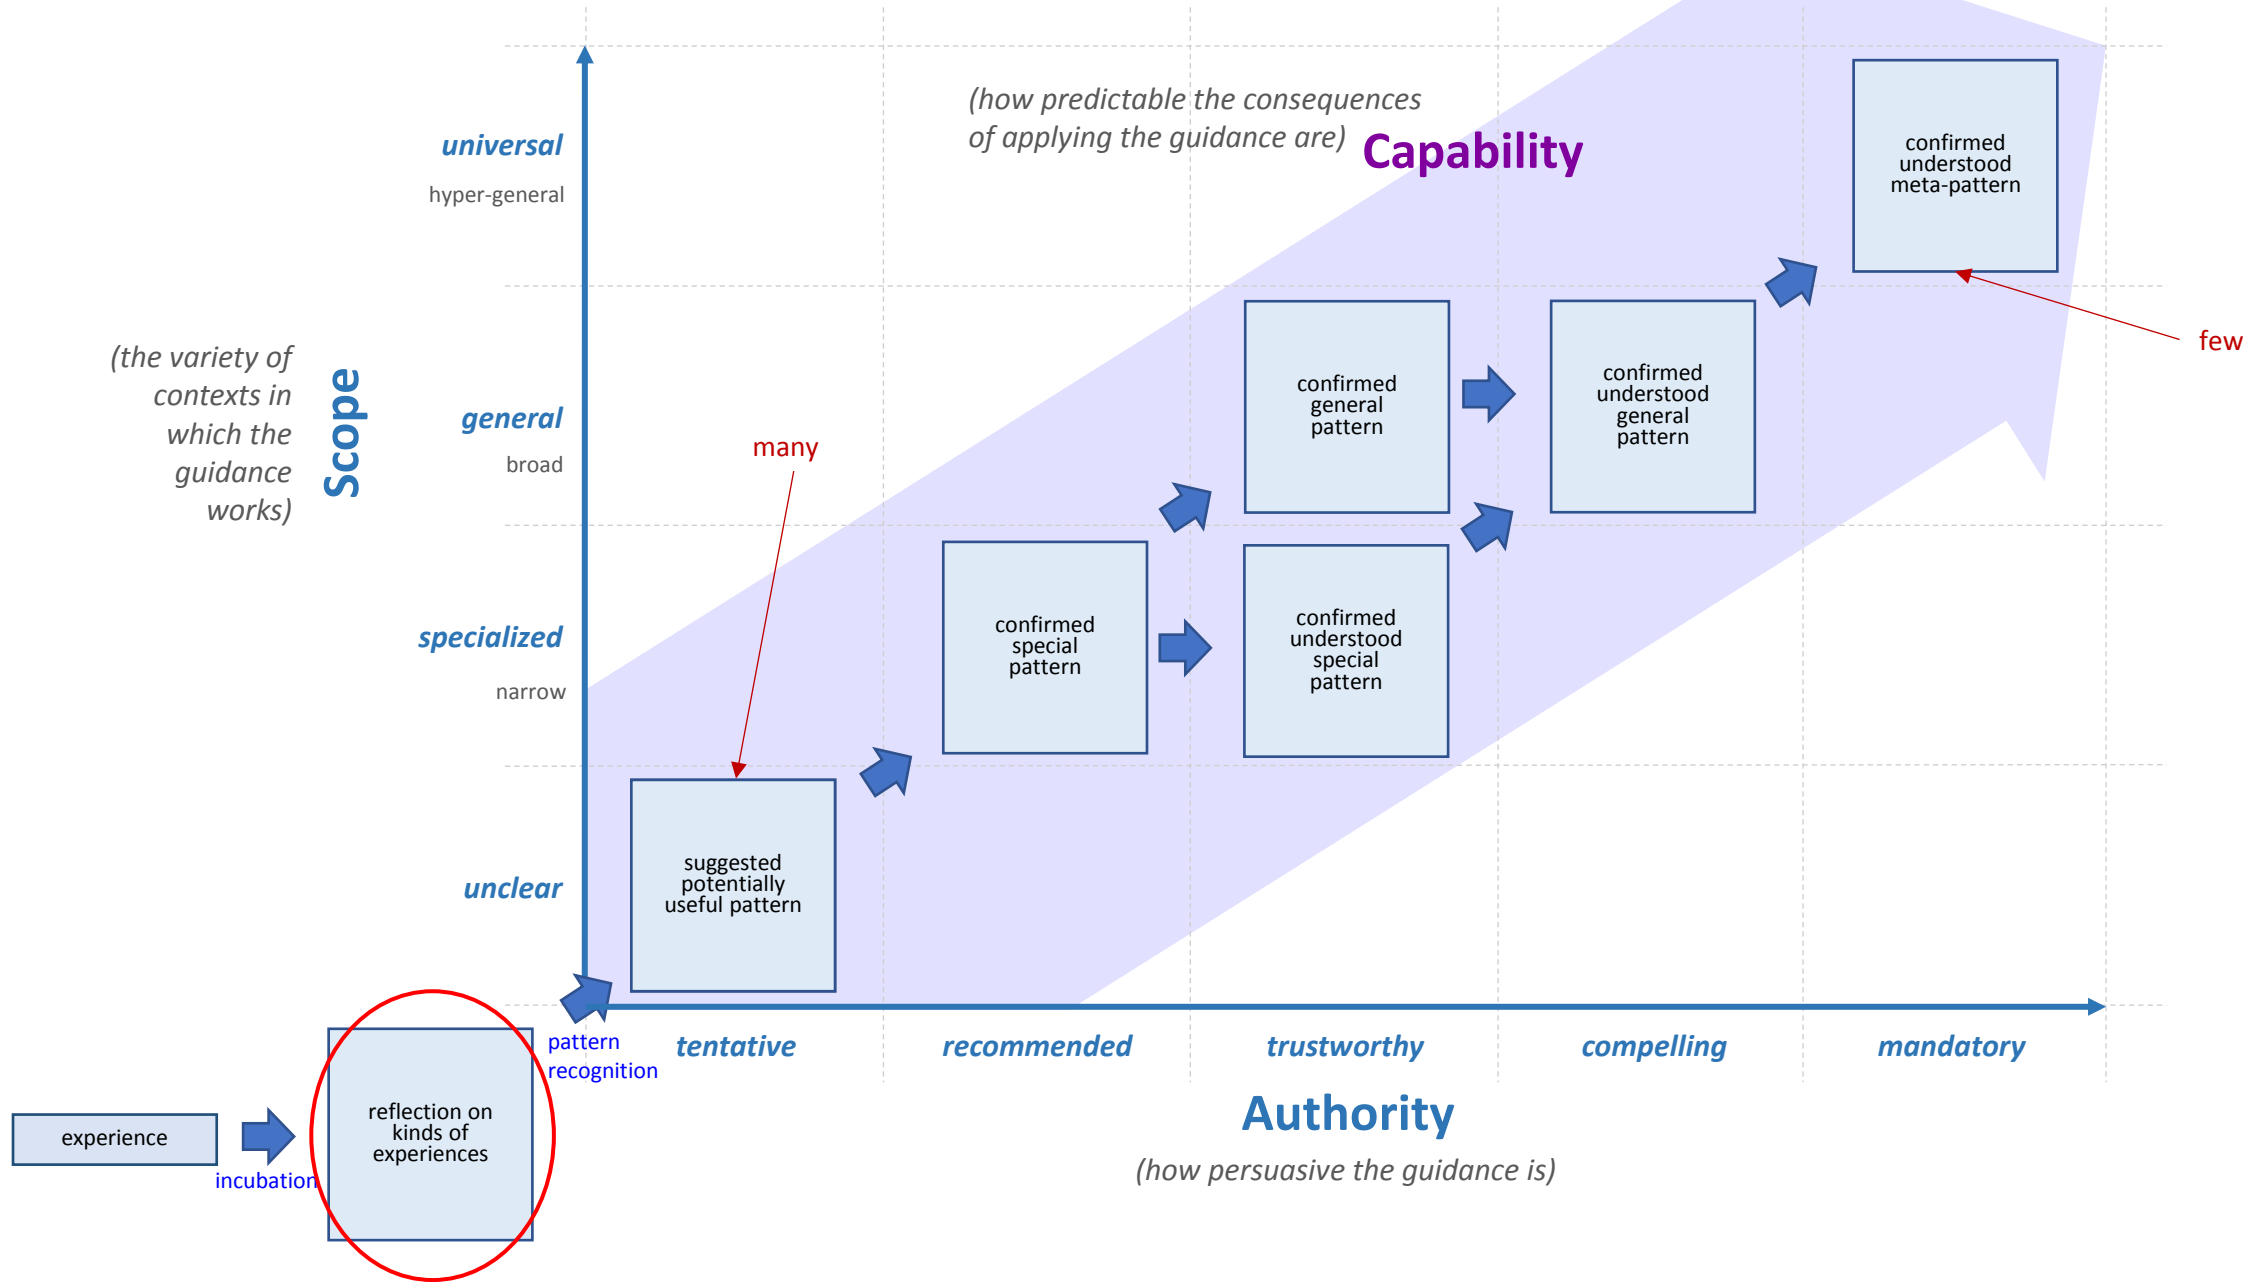 (how predictable the consequences
of applying the guidance are)
Capability
universal
hyper-general
confirmed
understood
meta-pattern
few
(the variety of
contexts in
which the
guidance
works)
Scope
general
broad
many
confirmed
general
pattern
confirmed
understood
general
pattern
specialized
narrow
confirmed
special
pattern
confirmed
understood
special
pattern
unclear
suggested
potentially
useful pattern
pattern
recognition
tentative
recommended
trustworthy
compelling
mandatory
Authority
(how persuasive the guidance is)
experience
incubation
reflection on
kinds of
experiences